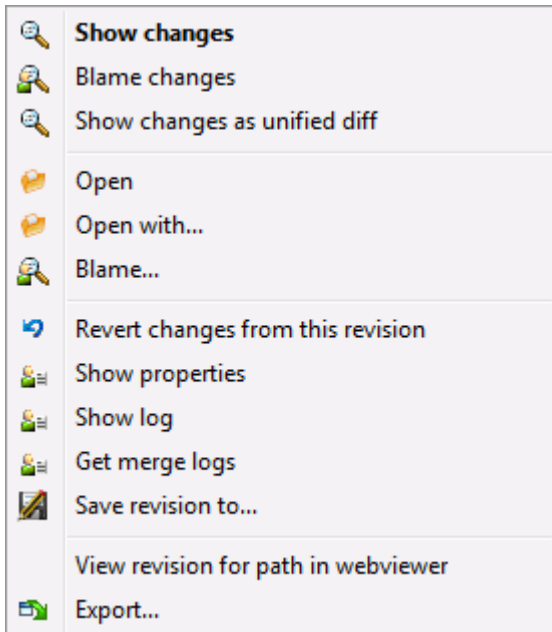 Show changes
Blame changes
Show changes as unified diff
Open
Open with...
Blame...
Revert changes from this revision
Show properties
Show log
Get merge logs
Save revision to...
View revision for path in webviewer
Export...